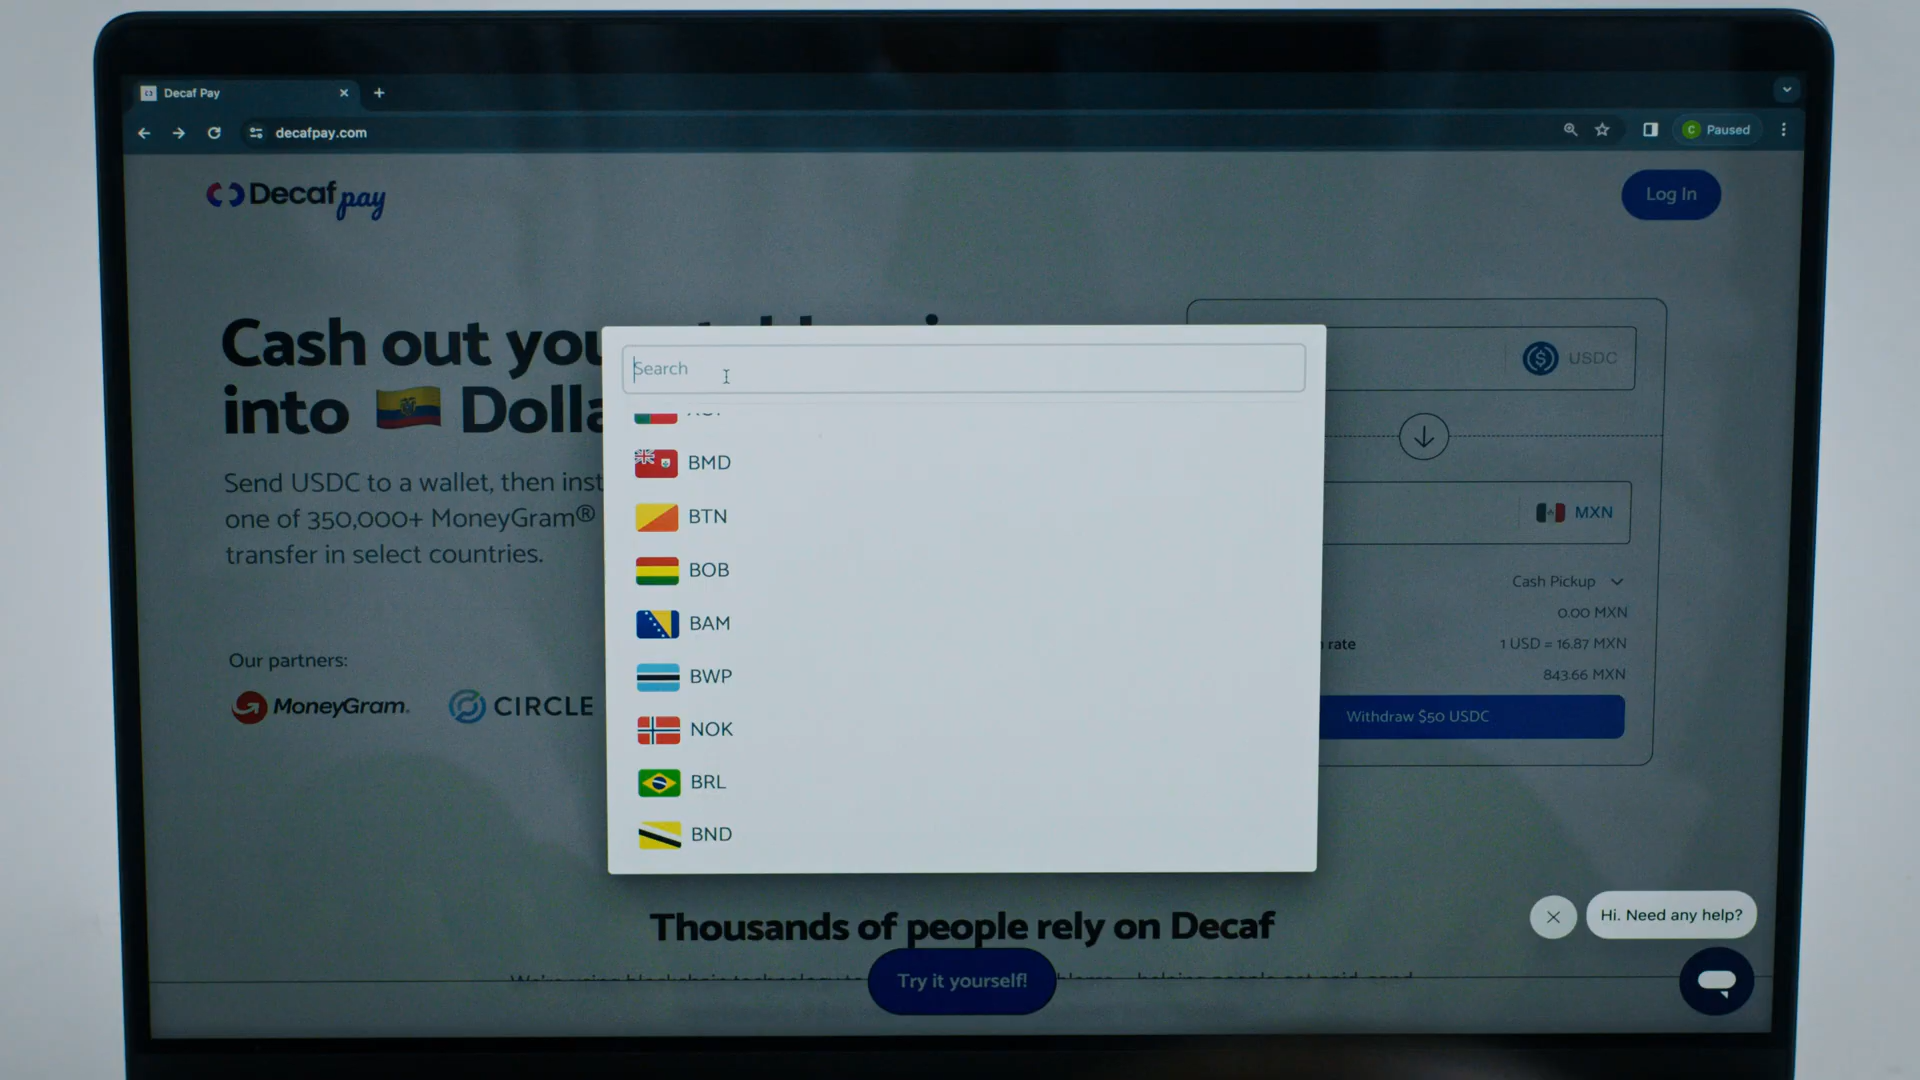 Decaf Pay
decafpay.com
Paused
Decaf pay
Log In
Cash out you
into Dolla
Send USDC to a wallet, then inst
one of 350,000+ MoneyGram®
transfer in select countries.
Our partners:
MoneyGram.
CIRCLE
Search
BMD
BTN
BOB
BAM
BWP
NOK
BRL
BND
USDC
MXN
Cash Pickup
0.00 MXN
rate
1 USD = 16.87 MXN
843.66 MXN
Withdraw $50 USDC
Thousands of people rely on Decaf
Try it yourself!
Hi. Need any help?